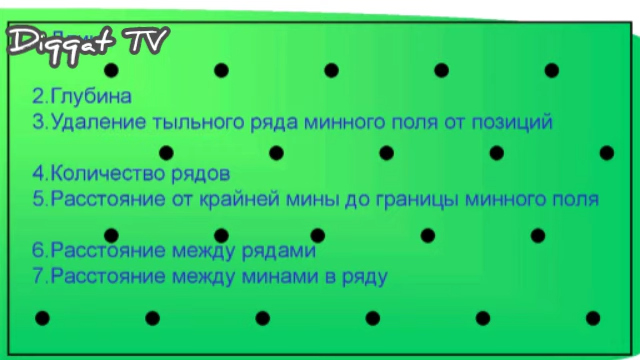 Diqqat TV
2.Глубина
3.Удаление тыльного ряда минного поля от позиций
4.Количество рядов
5.Расстояние от крайней мины до границы минного поля
6.Расстояние между рядами
7.Расстояние между минами в ряду